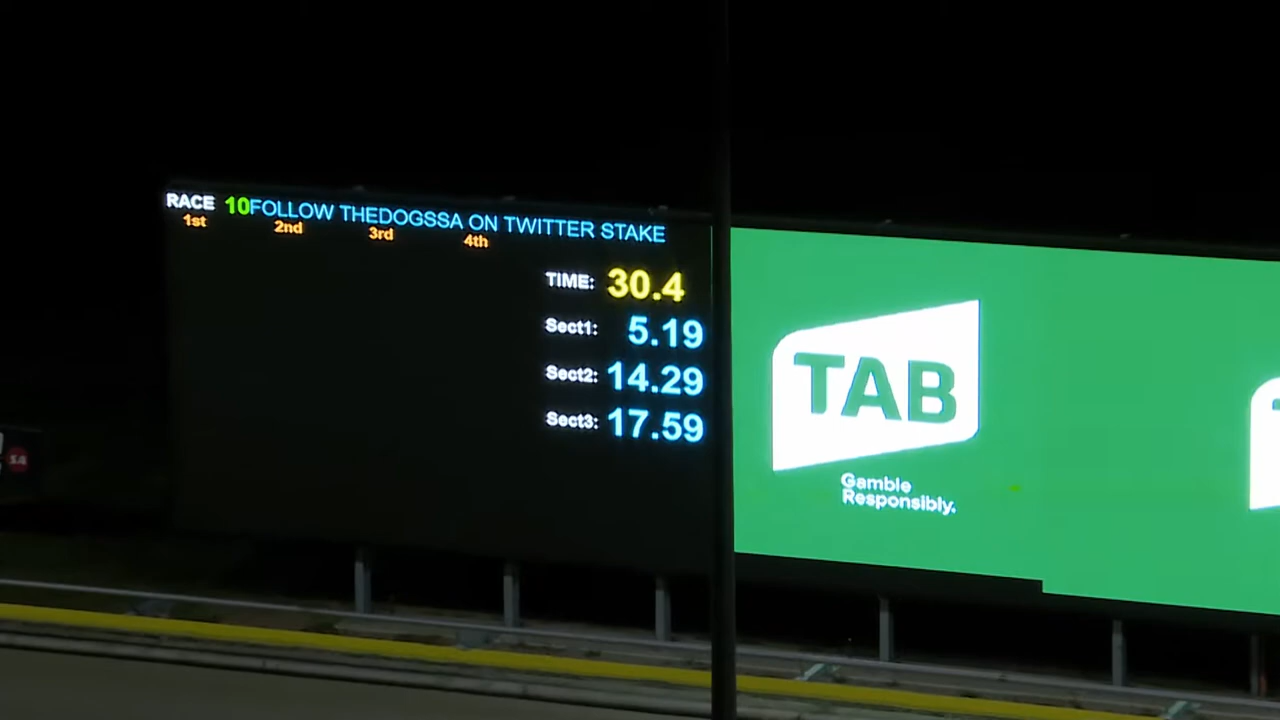 RACE 10FOLLOW THEDOGSSA ON TWITTER STAKE
1st 2nd 3rd 4th
TIME: 30.4
Sect1: 5.19
Sect2: 14.29
Sect3: 17.59
TAB
Gamble
Responsibly.
SA